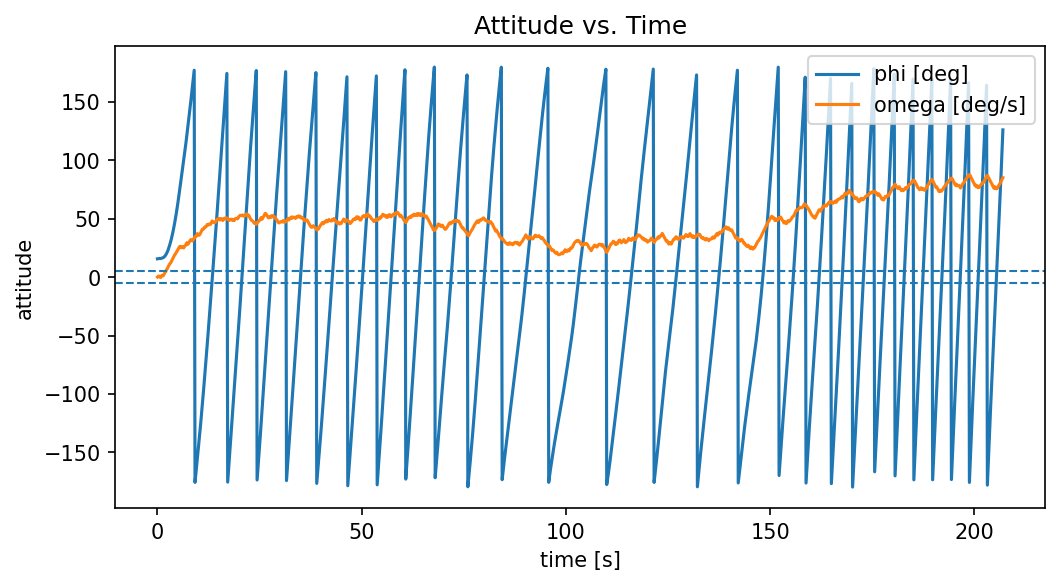 Attitude vs. Time
phi [deg]
omega [deg/s]
attitude
150
100
50
0
−50
−100
−150
0 50 100 150 200
time [s]